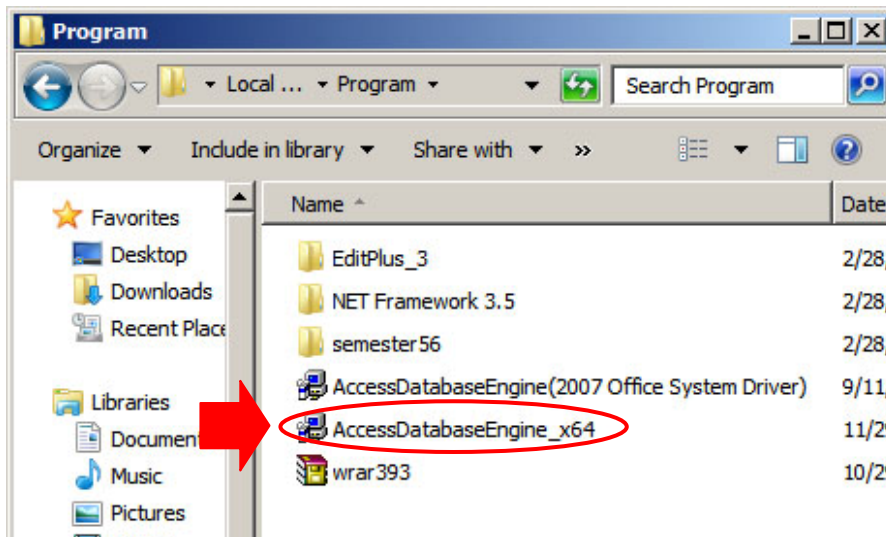 Program
Local ... Program Search Program
Organize Include in library Share with »
Name Date
Favorites
Desktop
Downloads
Recent Place
Libraries
Document
Music
Pictures
EditPlus_3 2/28,
NET Framework 3.5 2/28,
semester56 2/28,
AccessDatabaseEngine(2007 Office System Driver) 9/11,
AccessDatabaseEngine_x64 11/29
wrar393 10/29